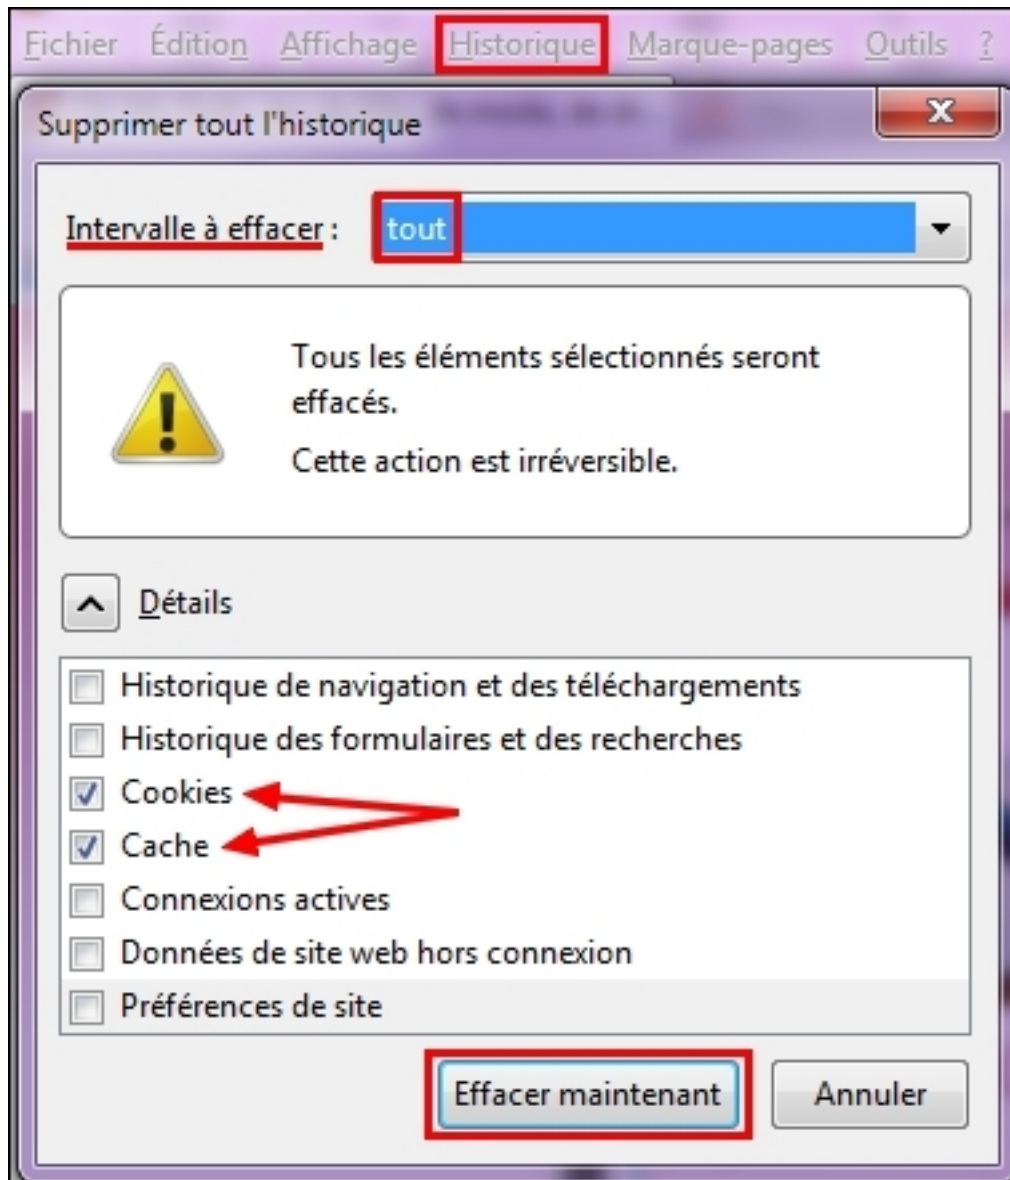 Fichier Édition Affichage Historique Marque-pages Outils ?
Supprimer tout l'historique
Intervalle à effacer : tout
Tous les éléments sélectionnés seront
effacés.
Cette action est irréversible.
Détails
Historique de navigation et des téléchargements
Historique des formulaires et des recherches
Cookies
Cache
Connexions actives
Données de site web hors connexion
Préférences de site
Effacer maintenant Annuler